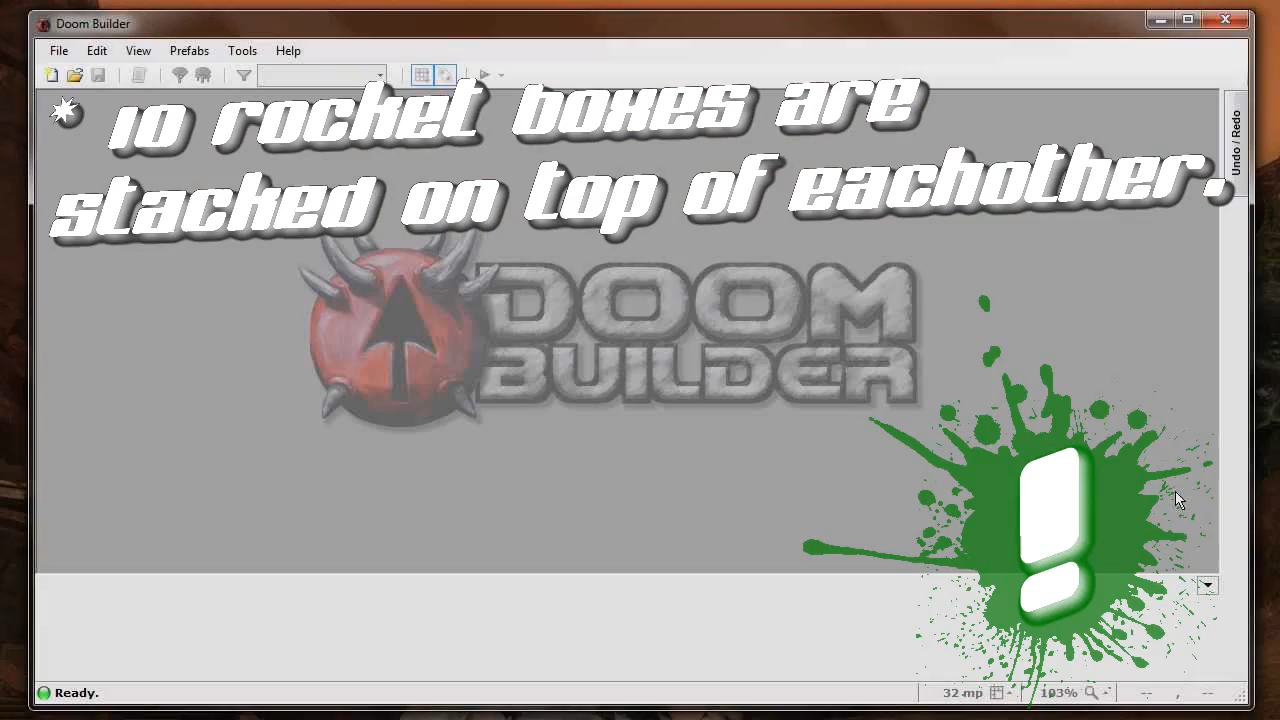 Doom Builder
File Edit View Prefabs Tools Help
* 10 rocket boxes are
stacked on top of eachother.
Undo / Redo
DOOM
BUILDER
!
Ready.
32 mp 103% -- , --